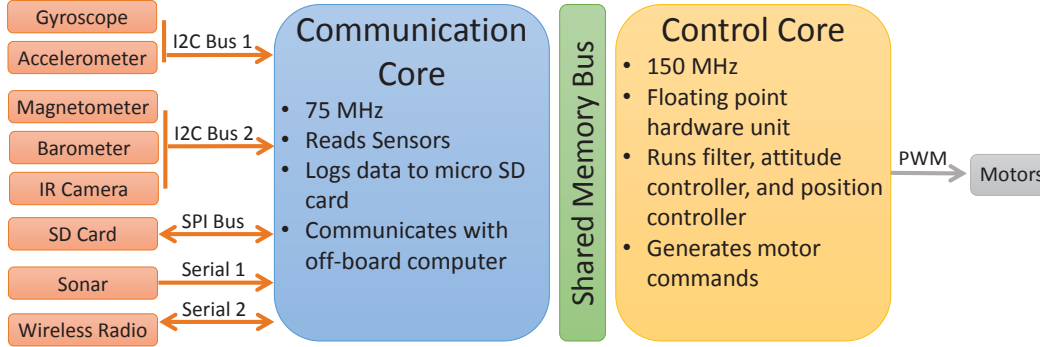 Gyroscope
Accelerometer
I2C Bus 1
Magnetometer
Barometer
IR Camera
I2C Bus 2
SD Card
SPI Bus
Sonar
Serial 1
Wireless Radio
Serial 2
Communication
Core
• 75 MHz
• Reads Sensors
• Logs data to micro SD
card
• Communicates with
off-board computer
Shared Memory Bus
Control Core
• 150 MHz
• Floating point
hardware unit
• Runs filter, attitude
controller, and position
controller
• Generates motor
commands
PWM
Motors